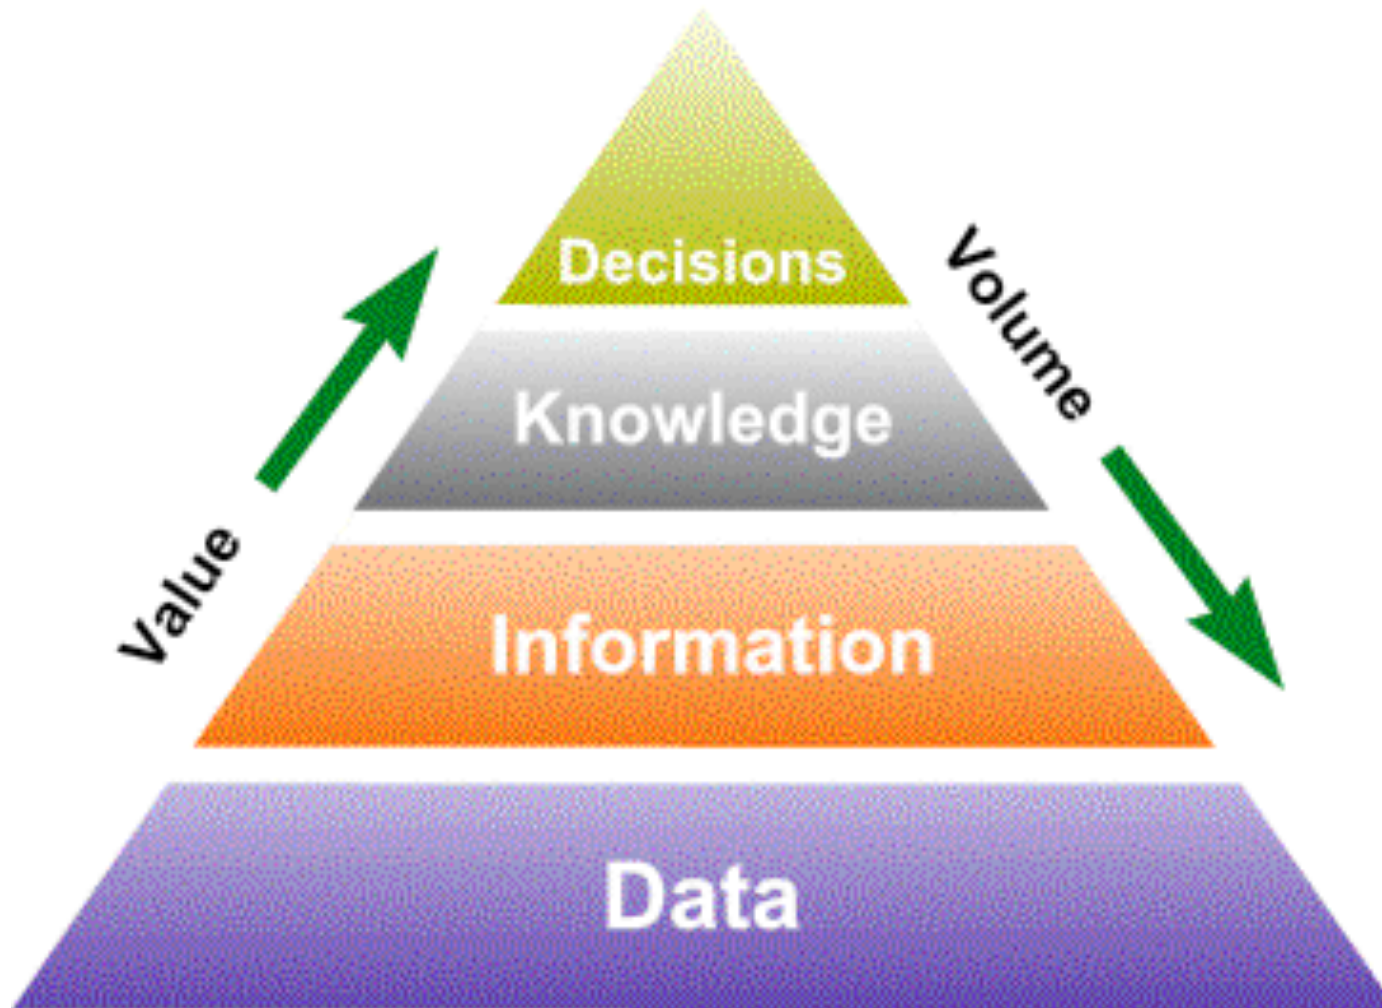 Decisions
Volume
Knowledge
Value
Information
Data